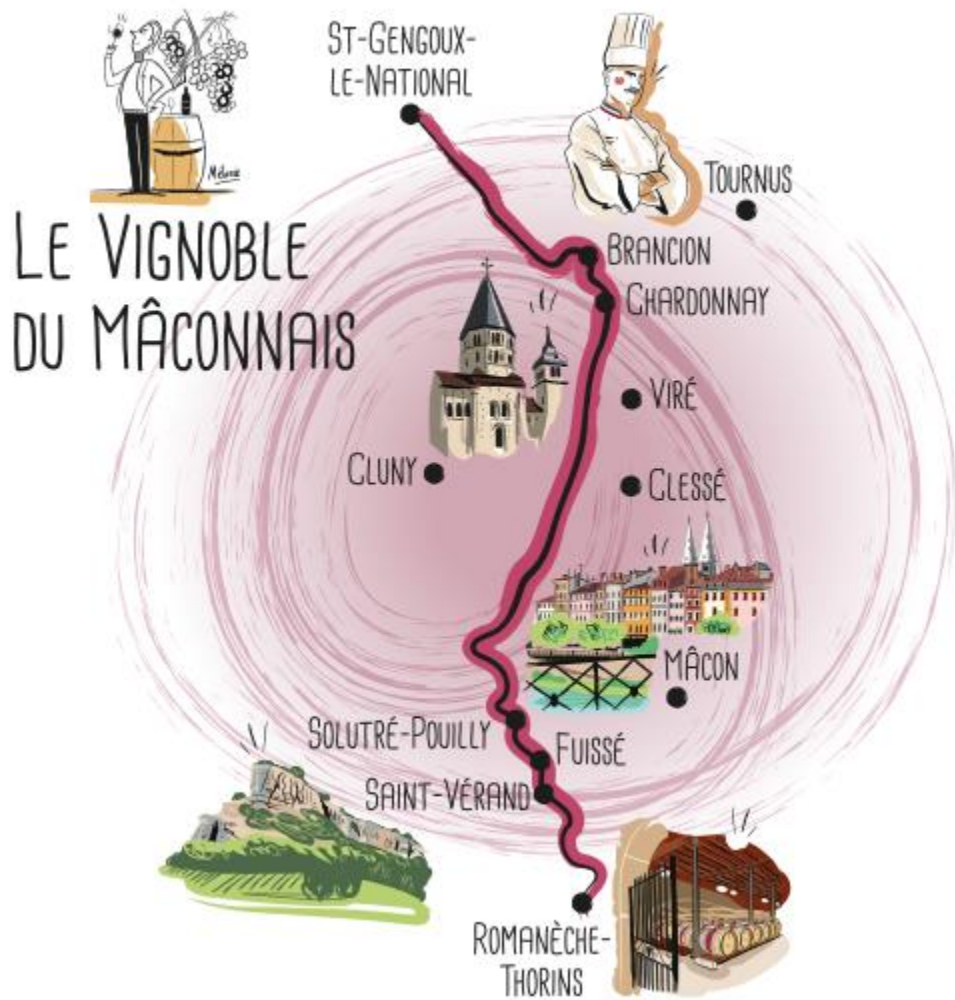 ST-GENGOUX-
LE-NATIONAL
TOURNUS
LE VIGNOBLE
DU MÂCONNAIS
BRANCION
CHARDONNAY
VIRÉ
CLUNY
CLESSÉ
MÂCON
SOLUTRÉ-POUILLY
FUISSÉ
SAINT-VÉRAND
ROMANÈCHE-
THORINS